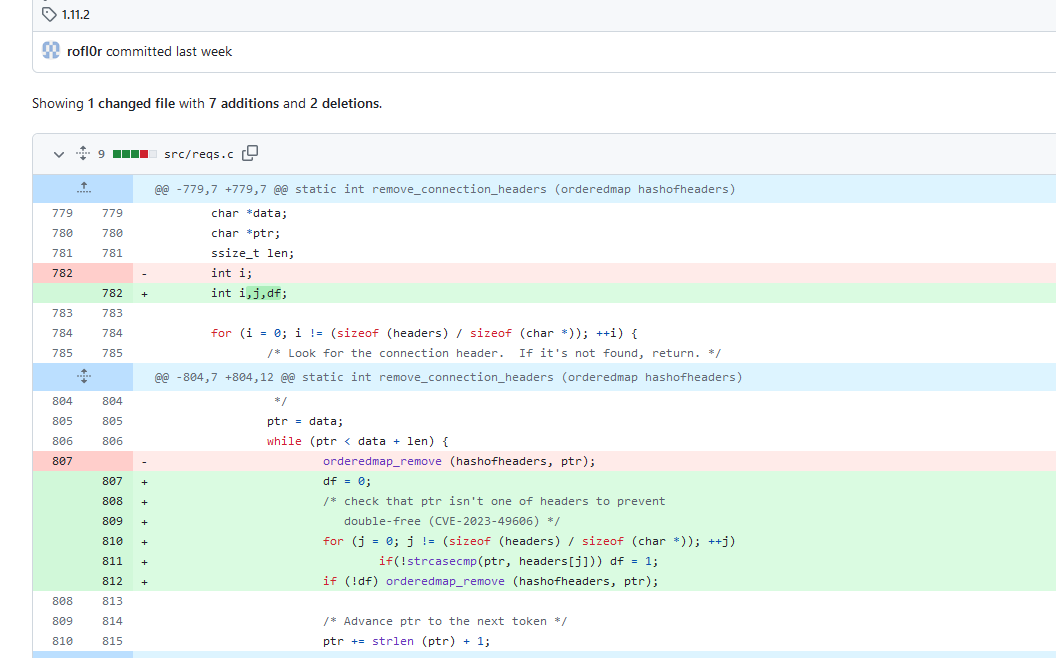 1.11.2
rofl0r committed last week
Showing 1 changed file with 7 additions and 2 deletions.
9 src/reqs.c
@@ -779,7 +779,7 @@ static int remove_connection_headers (orderedmap hashofheaders)
779 779 char *data;
780 780 char *ptr;
781 781 ssize_t len;
782 - int i;
782 + int i,j,df;
783 783
784 784 for (i = 0; i != (sizeof (headers) / sizeof (char *)); ++i) {
785 785 /* Look for the connection header.  If it's not found, return. */
@@ -804,7 +804,12 @@ static int remove_connection_headers (orderedmap hashofheaders)
804 804 */
805 805 ptr = data;
806 806 while (ptr < data + len) {
807 - orderedmap_remove (hashofheaders, ptr);
807 + df = 0;
808 + /* check that ptr isn't one of headers to prevent
809 + double-free (CVE-2023-49606) */
810 + for (j = 0; j != (sizeof (headers) / sizeof (char *)); ++j)
811 + if(!strcasecmp(ptr, headers[j])) df = 1;
812 + if (!df) orderedmap_remove (hashofheaders, ptr);
808 813
809 814 /* Advance ptr to the next token */
810 815 ptr += strlen (ptr) + 1;